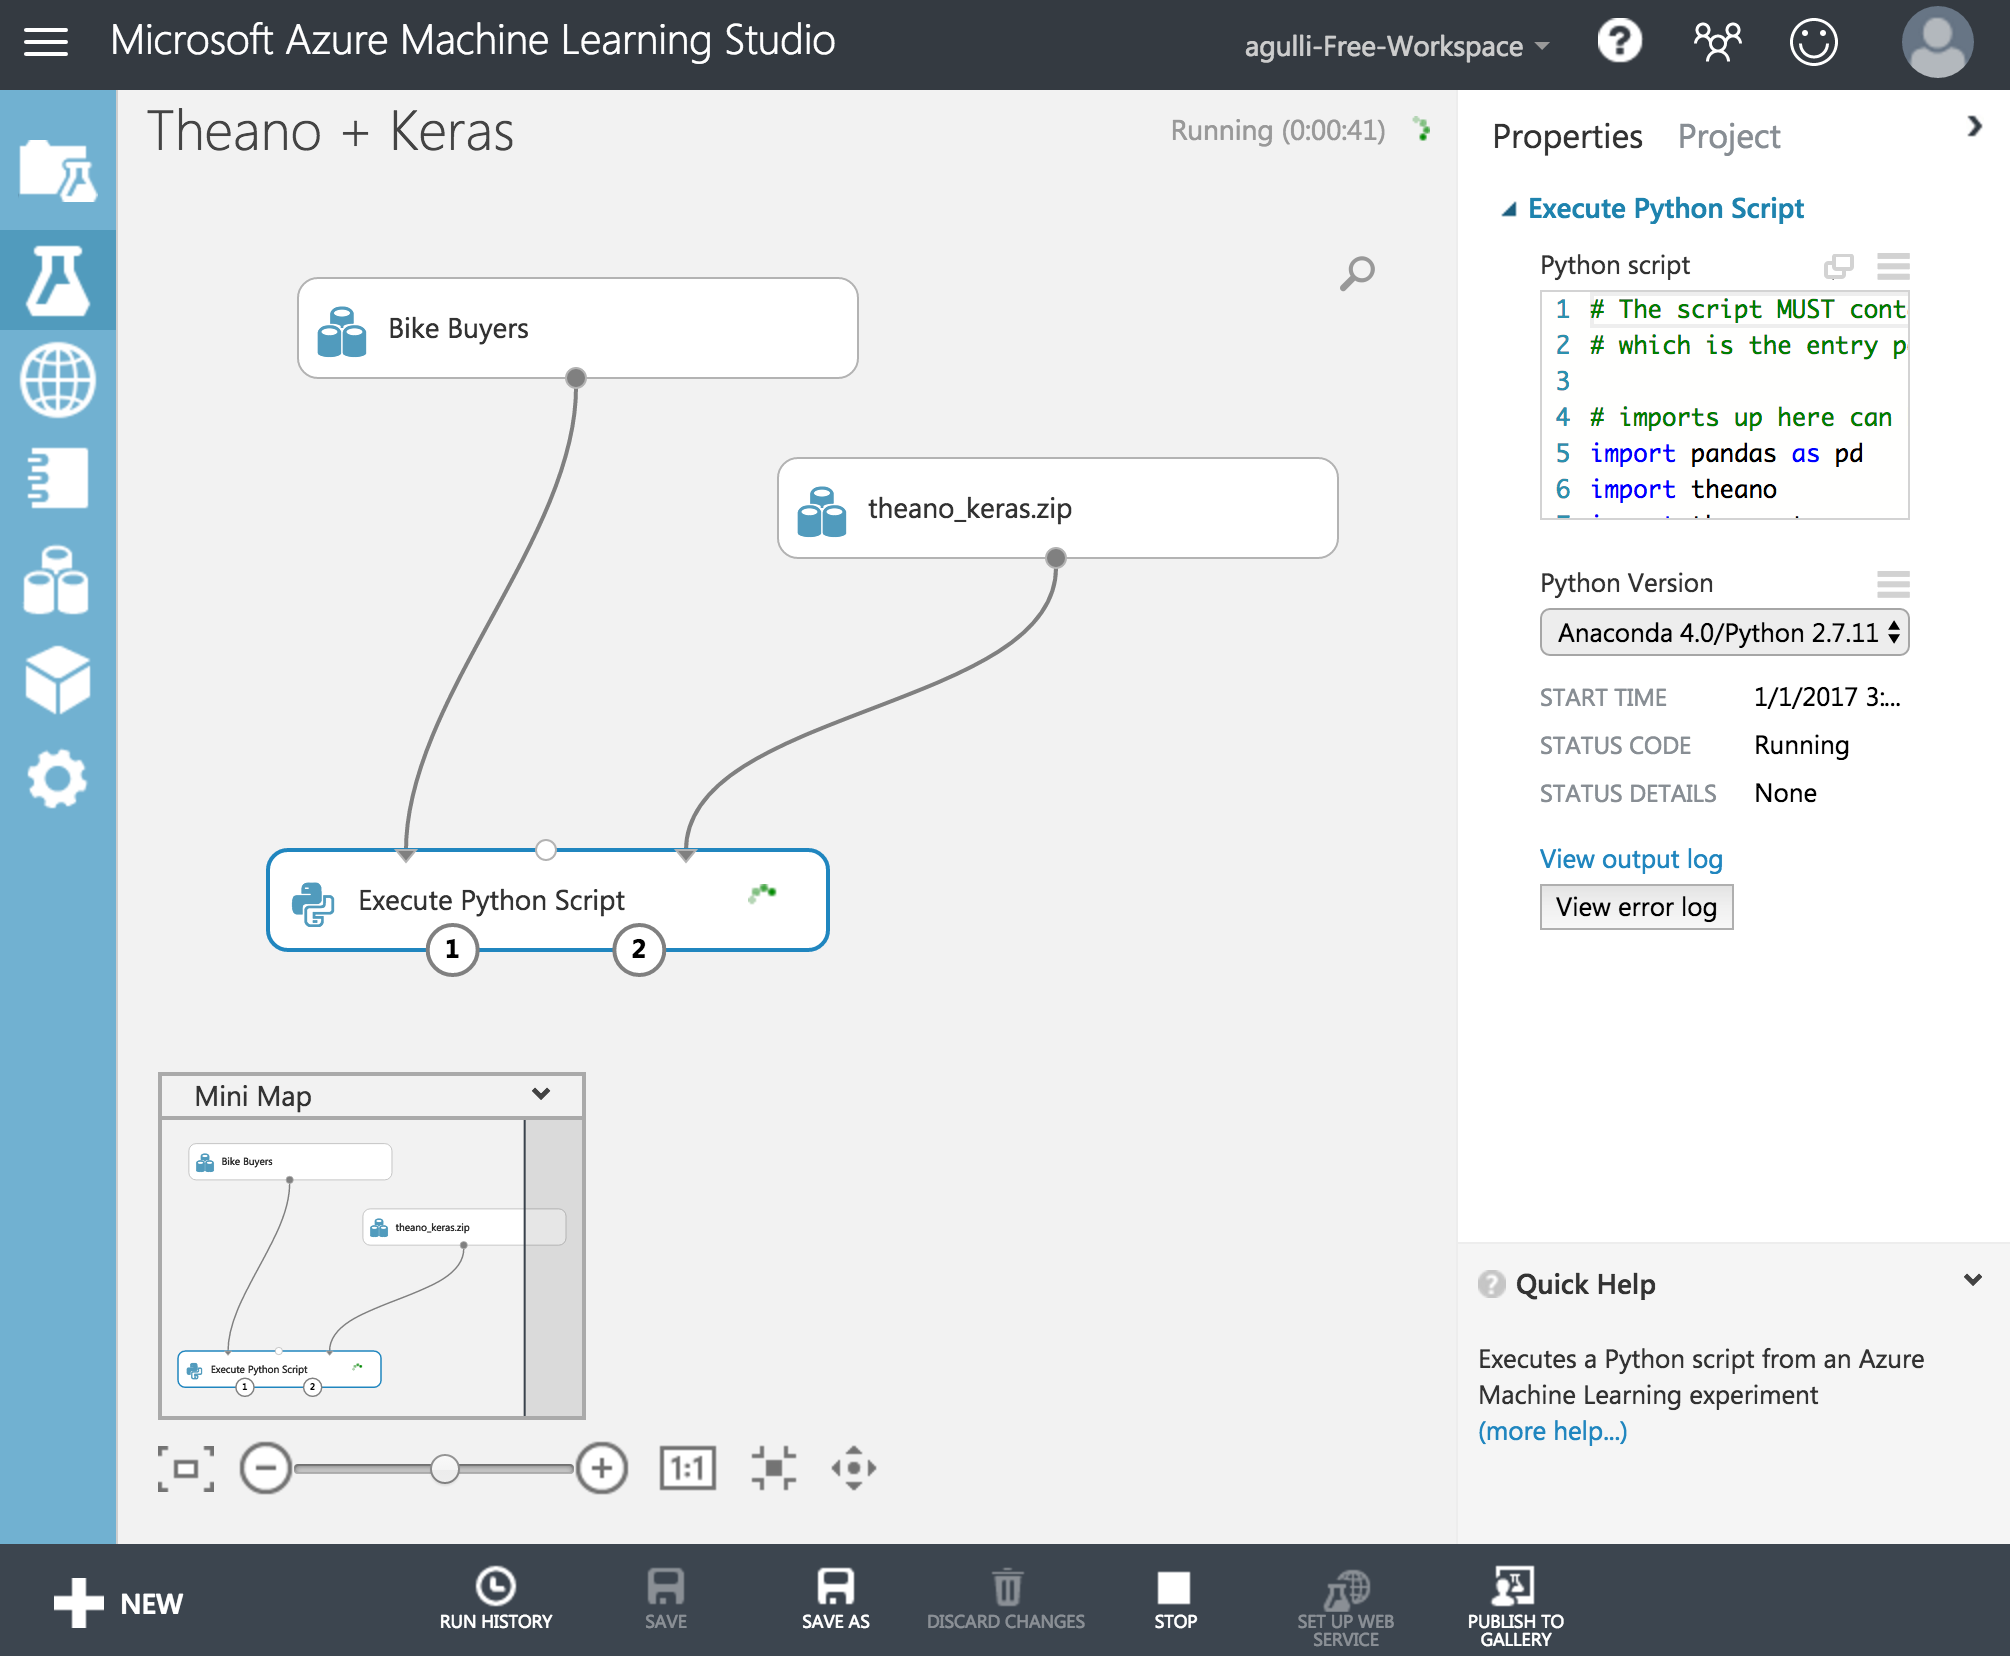 Microsoft Azure Machine Learning Studio
agulli-Free-Workspace
?
Theano + Keras
Running (0:00:41)
Bike Buyers
theano_keras.zip
Execute Python Script
1
2
Mini Map
Bike Buyers
theano_keras.zip
Execute Python Script
1
2
1:1
Properties
Project
Execute Python Script
Python script
1 # The script MUST cont
2 # which is the entry p
3
4 # imports up here can
5 import pandas as pd
6 import theano
Python Version
Anaconda 4.0/Python 2.7.11
START TIME 1/1/2017 3:...
STATUS CODE Running
STATUS DETAILS None
View output log
View error log
? Quick Help
Executes a Python script from an Azure
Machine Learning experiment
(more help...)
NEW
RUN HISTORY
SAVE
SAVE AS
DISCARD CHANGES
STOP
SET UP WEB
SERVICE
PUBLISH TO
GALLERY